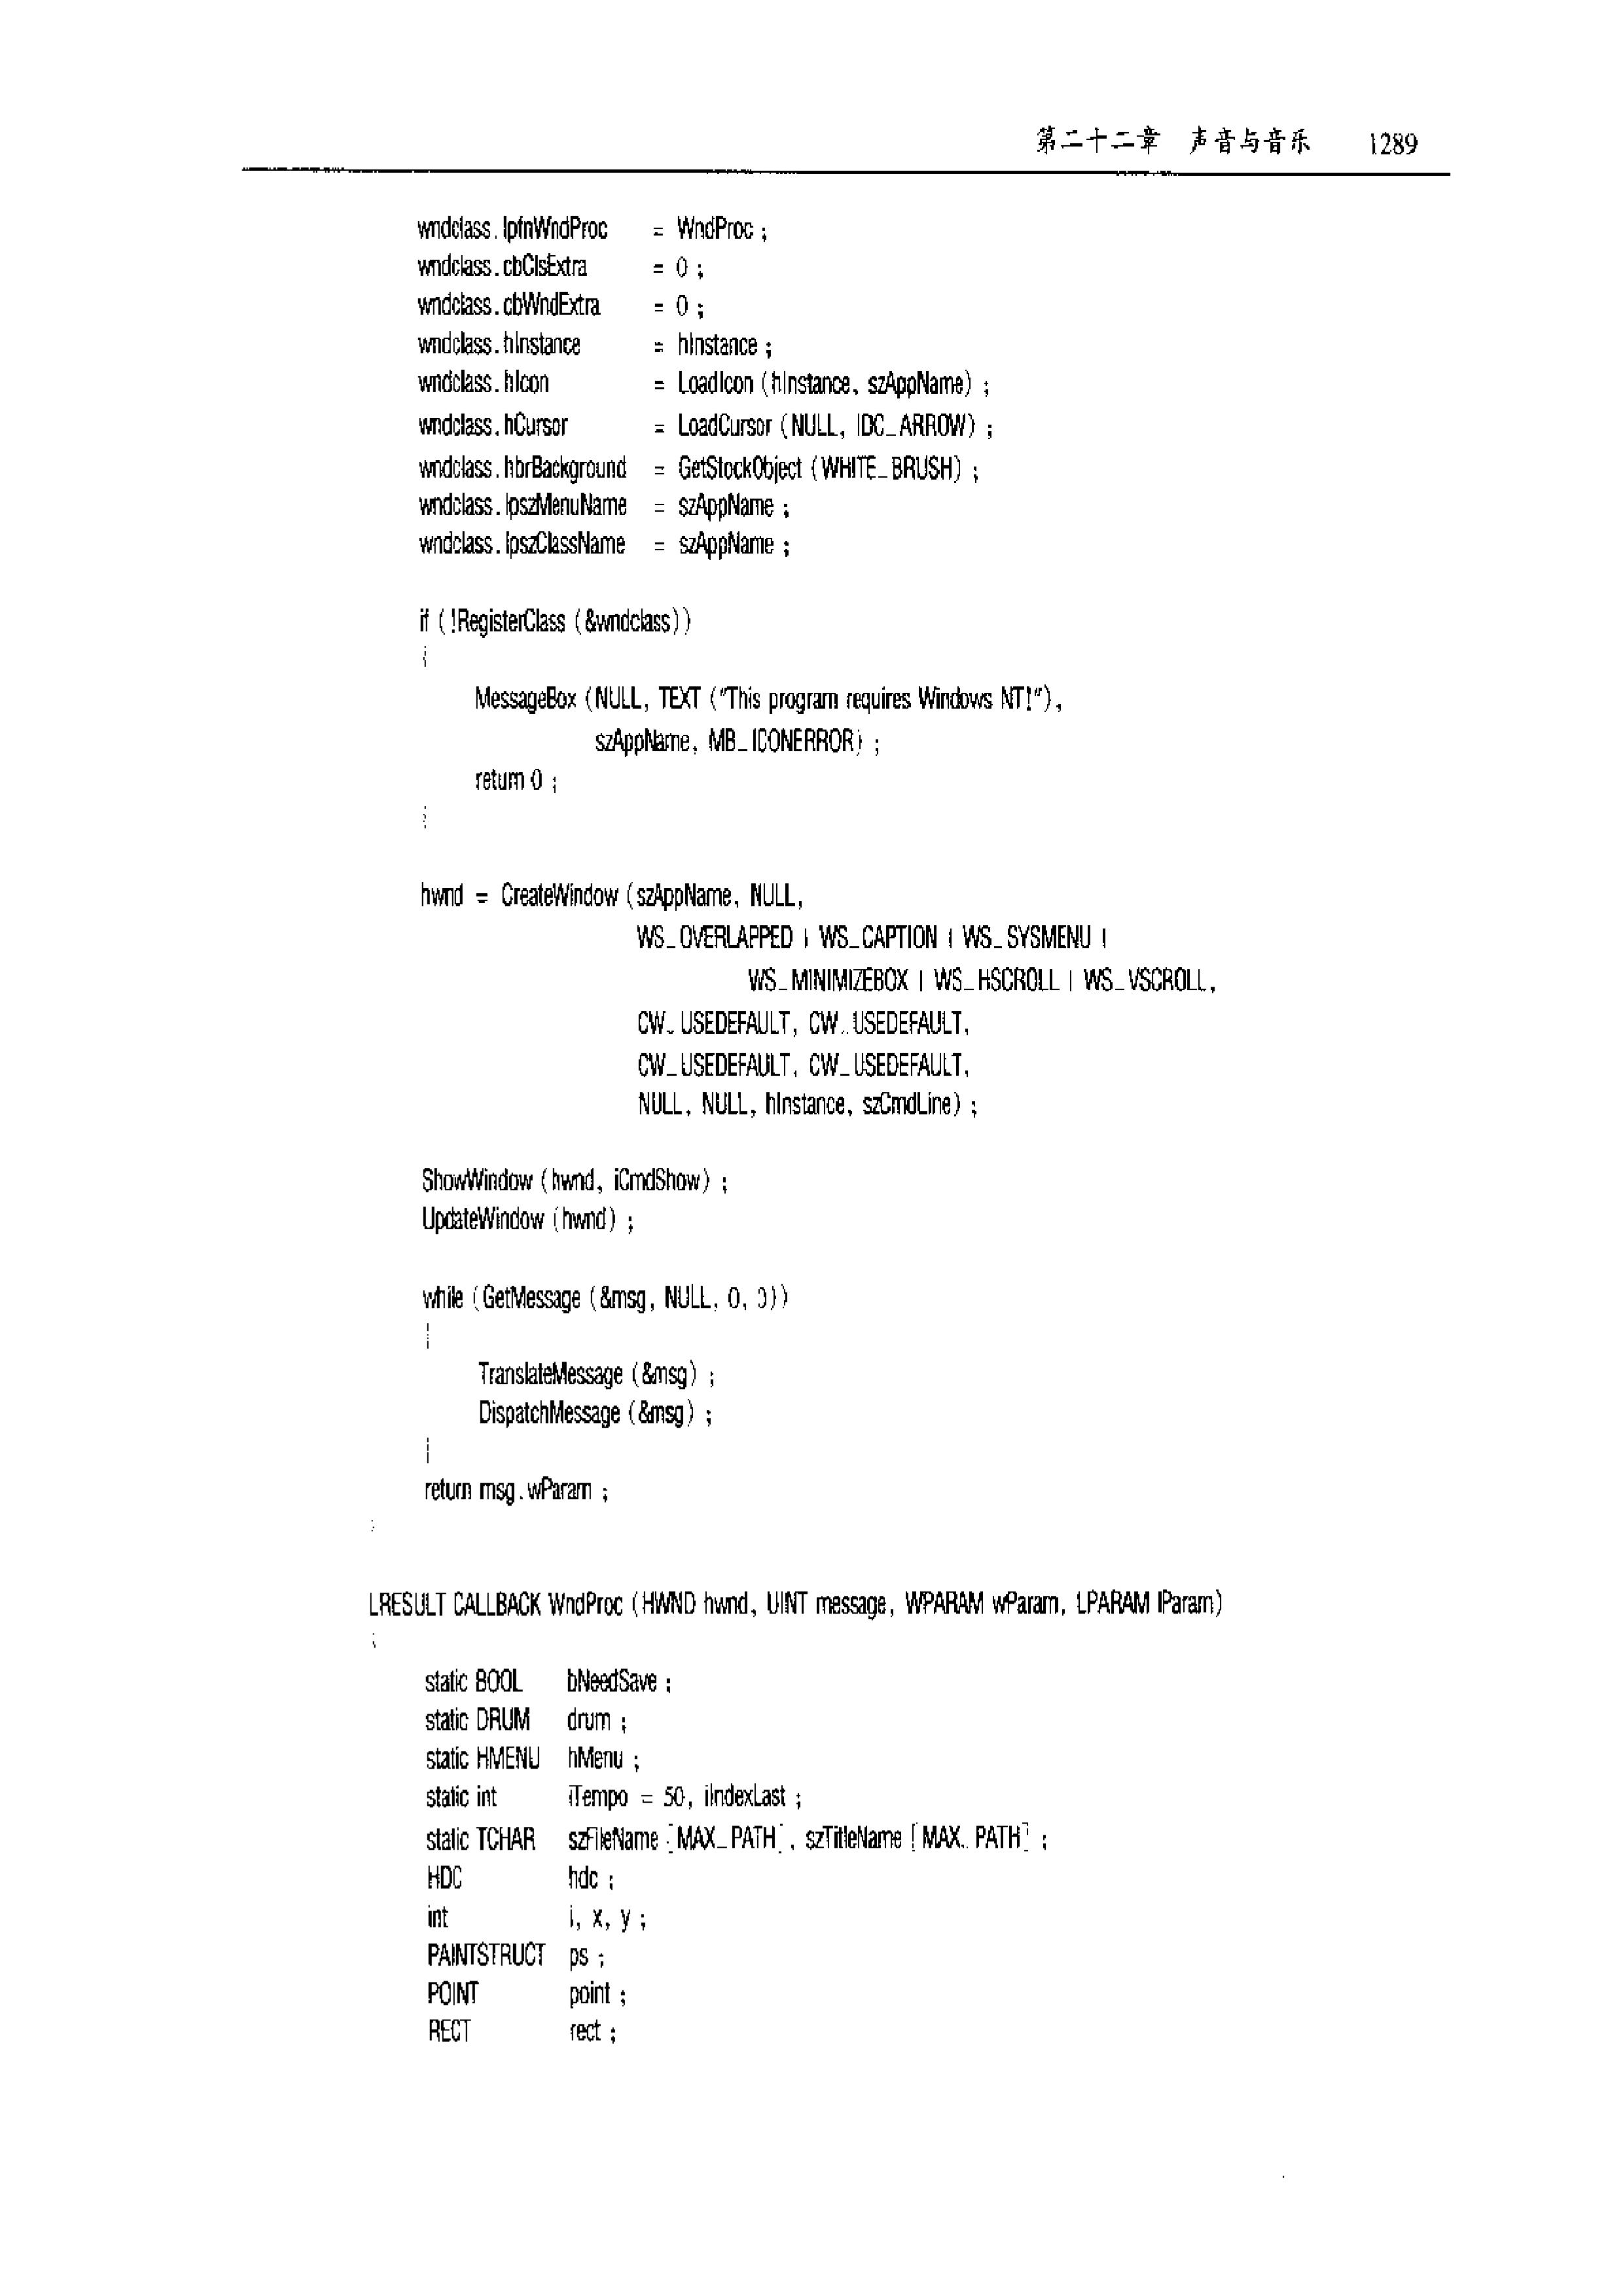 第二十二章 声音与音乐 1289
wndclass.lpfnWndProc = WndProc ;
wndclass.cbClsExtra = 0 ;
wndclass.cbWndExtra = 0 ;
wndclass.hInstance = hInstance ;
wndclass.hIcon = LoadIcon (hInstance, szAppName) ;
wndclass.hCursor = LoadCursor (NULL, IDC_ARROW) ;
wndclass.hbrBackground = GetStockObject (WHITE_BRUSH) ;
wndclass.lpszMenuName = szAppName ;
wndclass.lpszClassName = szAppName ;
if (!RegisterClass (&wndclass))
{
MessageBox (NULL, TEXT ("This program requires Windows NT!"),
szAppName, MB_ICONERROR) ;
return 0 ;
}
hwnd = CreateWindow (szAppName, NULL,
WS_OVERLAPPED | WS_CAPTION | WS_SYSMENU |
WS_MINIMIZEBOX | WS_HSCROLL | WS_VSCROLL,
CW_USEDEFAULT, CW_USEDEFAULT,
CW_USEDEFAULT, CW_USEDEFAULT,
NULL, NULL, hInstance, szCmdLine) ;
ShowWindow (hwnd, iCmdShow) ;
UpdateWindow (hwnd) ;
while (GetMessage (&msg, NULL, 0, 0))
{
TranslateMessage (&msg) ;
DispatchMessage (&msg) ;
}
return msg.wParam ;
}
LRESULT CALLBACK WndProc (HWND hwnd, UINT message, WPARAM wParam, LPARAM lParam)
{
static BOOL bNeedSave ;
static DRUM drum ;
static HMENU hMenu ;
static int iTempo = 50, iIndexLast ;
static TCHAR szFileName [MAX_PATH], szTitleName [MAX_PATH] ;
HDC hdc ;
int i, x, y ;
PAINTSTRUCT ps ;
POINT point ;
RECT rect ;